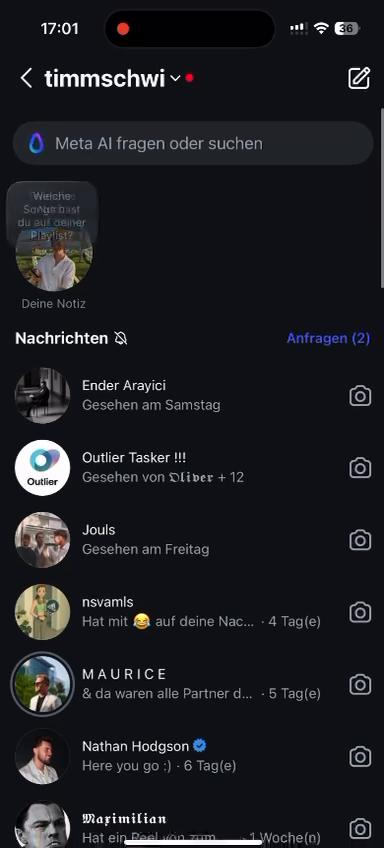 17:01
36
timmschwi
Meta AI fragen oder suchen
Welche
Songs hast
du auf deiner
Playlist?
Deine Notiz
Nachrichten
Anfragen (2)
Ender Arayici
Gesehen am Samstag
Outlier Tasker !!!
Outlier
Gesehen von 𝔒𝔩𝔦𝔳𝔢𝔯 + 12
Jouls
Gesehen am Freitag
nsvamls
Hat mit 😂 auf deine Nac... · 4 Tag(e)
M A U R I C E
& da waren alle Partner d... · 5 Tag(e)
Nathan Hodgson
Here you go :) · 6 Tag(e)
𝕸𝖆𝖝𝖎𝖒𝖎𝖑𝖎𝖆𝖓
Hat ein Reel von zum 1 Woche(n)